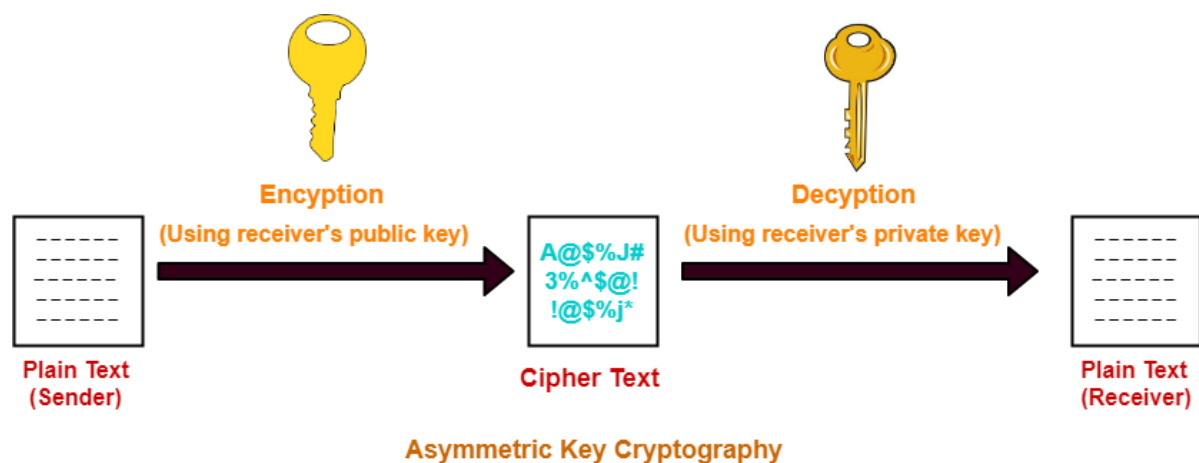 Encyption
(Using receiver's public key)
Decyption
(Using receiver's private key)
A@$%J#
3%^$@!
!@$%j*
Plain Text
(Sender)
Cipher Text
Plain Text
(Receiver)
Asymmetric Key Cryptography